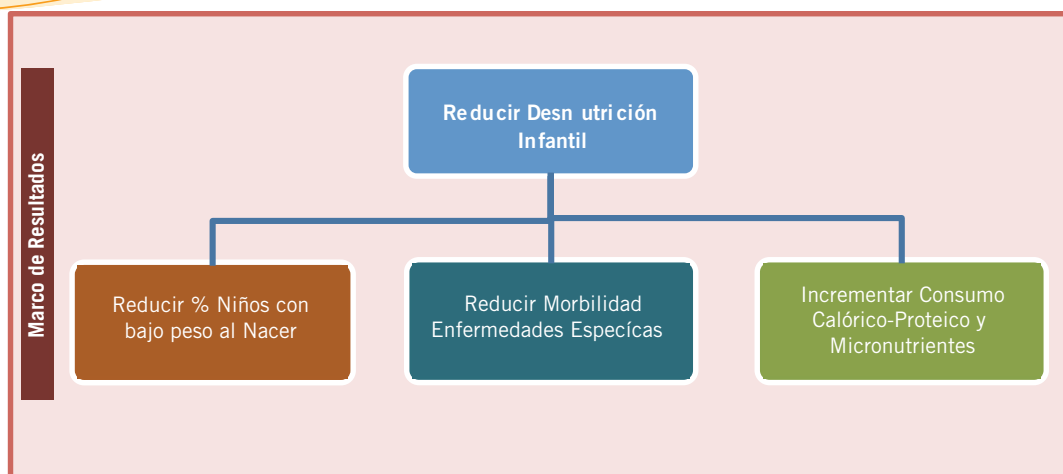 Marco de Resultados
Reducir Desn utrición
Infantil
Reducir % Niños con
bajo peso al Nacer
Reducir Morbilidad
Enfermedades Especícas
Incrementar Consumo
Calórico-Proteico y
Micronutrientes